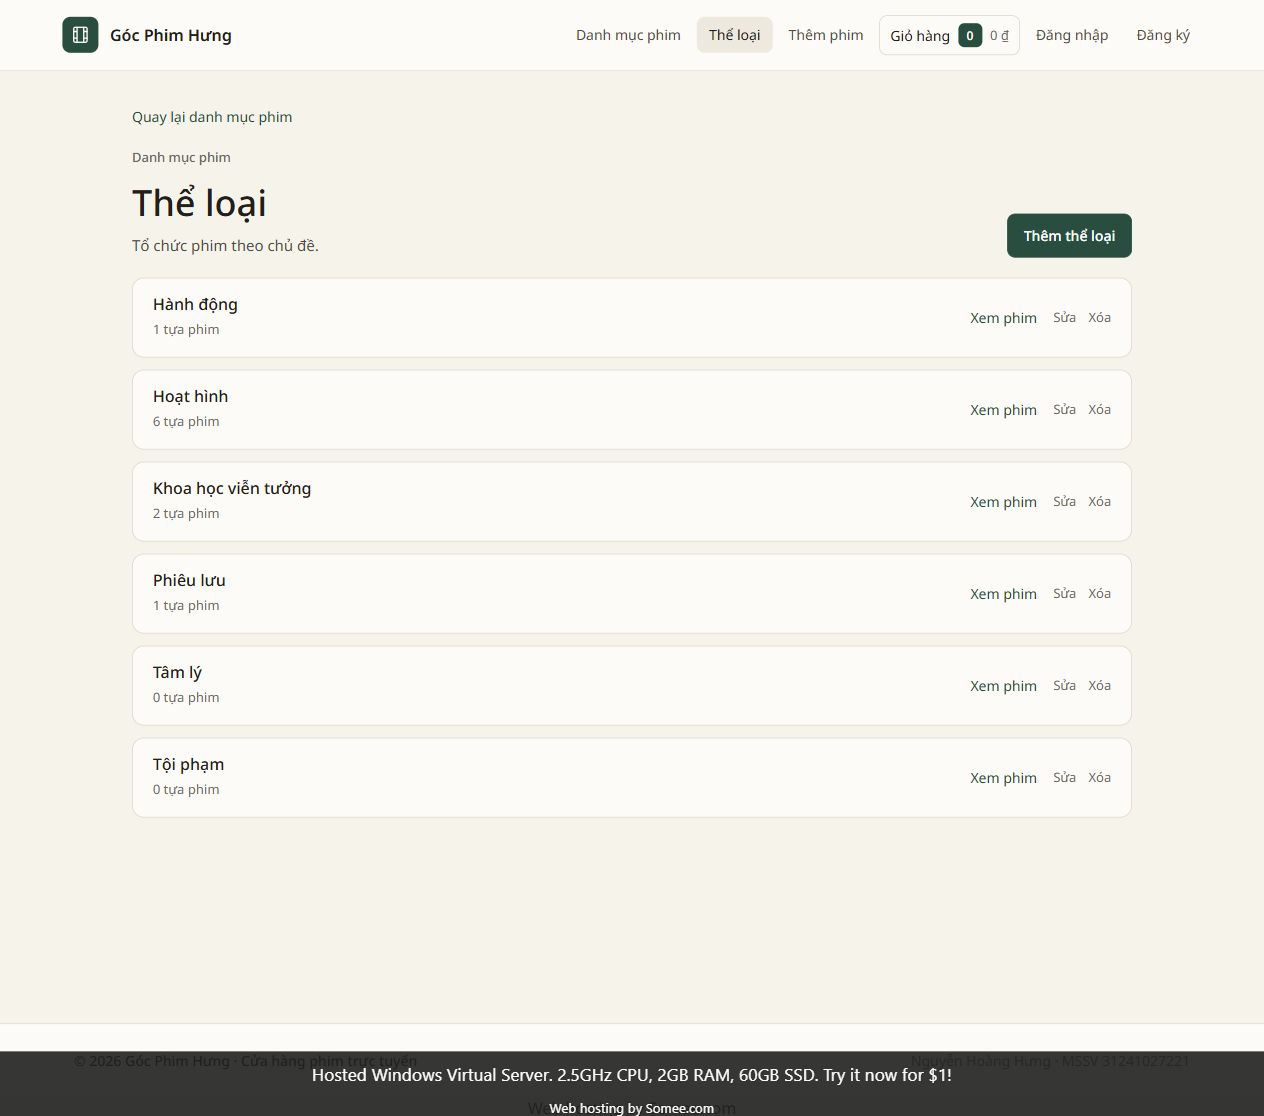 Góc Phim Hưng
Danh mục phim
Thể loại
Thêm phim
Giỏ hàng 0 0 ₫
Đăng nhập
Đăng ký
Quay lại danh mục phim
Danh mục phim
Thể loại
Tổ chức phim theo chủ đề.
Thêm thể loại
Hành động
1 tựa phim
Xem phim Sửa Xóa
Hoạt hình
6 tựa phim
Xem phim Sửa Xóa
Khoa học viễn tưởng
2 tựa phim
Xem phim Sửa Xóa
Phiêu lưu
1 tựa phim
Xem phim Sửa Xóa
Tâm lý
0 tựa phim
Xem phim Sửa Xóa
Tội phạm
0 tựa phim
Xem phim Sửa Xóa
© 2026 Góc Phim Hưng · Cửa hàng phim trực tuyến
Nguyễn Hoàng Hưng · MSSV 31241027221
Hosted Windows Virtual Server. 2.5GHz CPU, 2GB RAM, 60GB SSD. Try it now for $1!
Web hosting by Somee.com